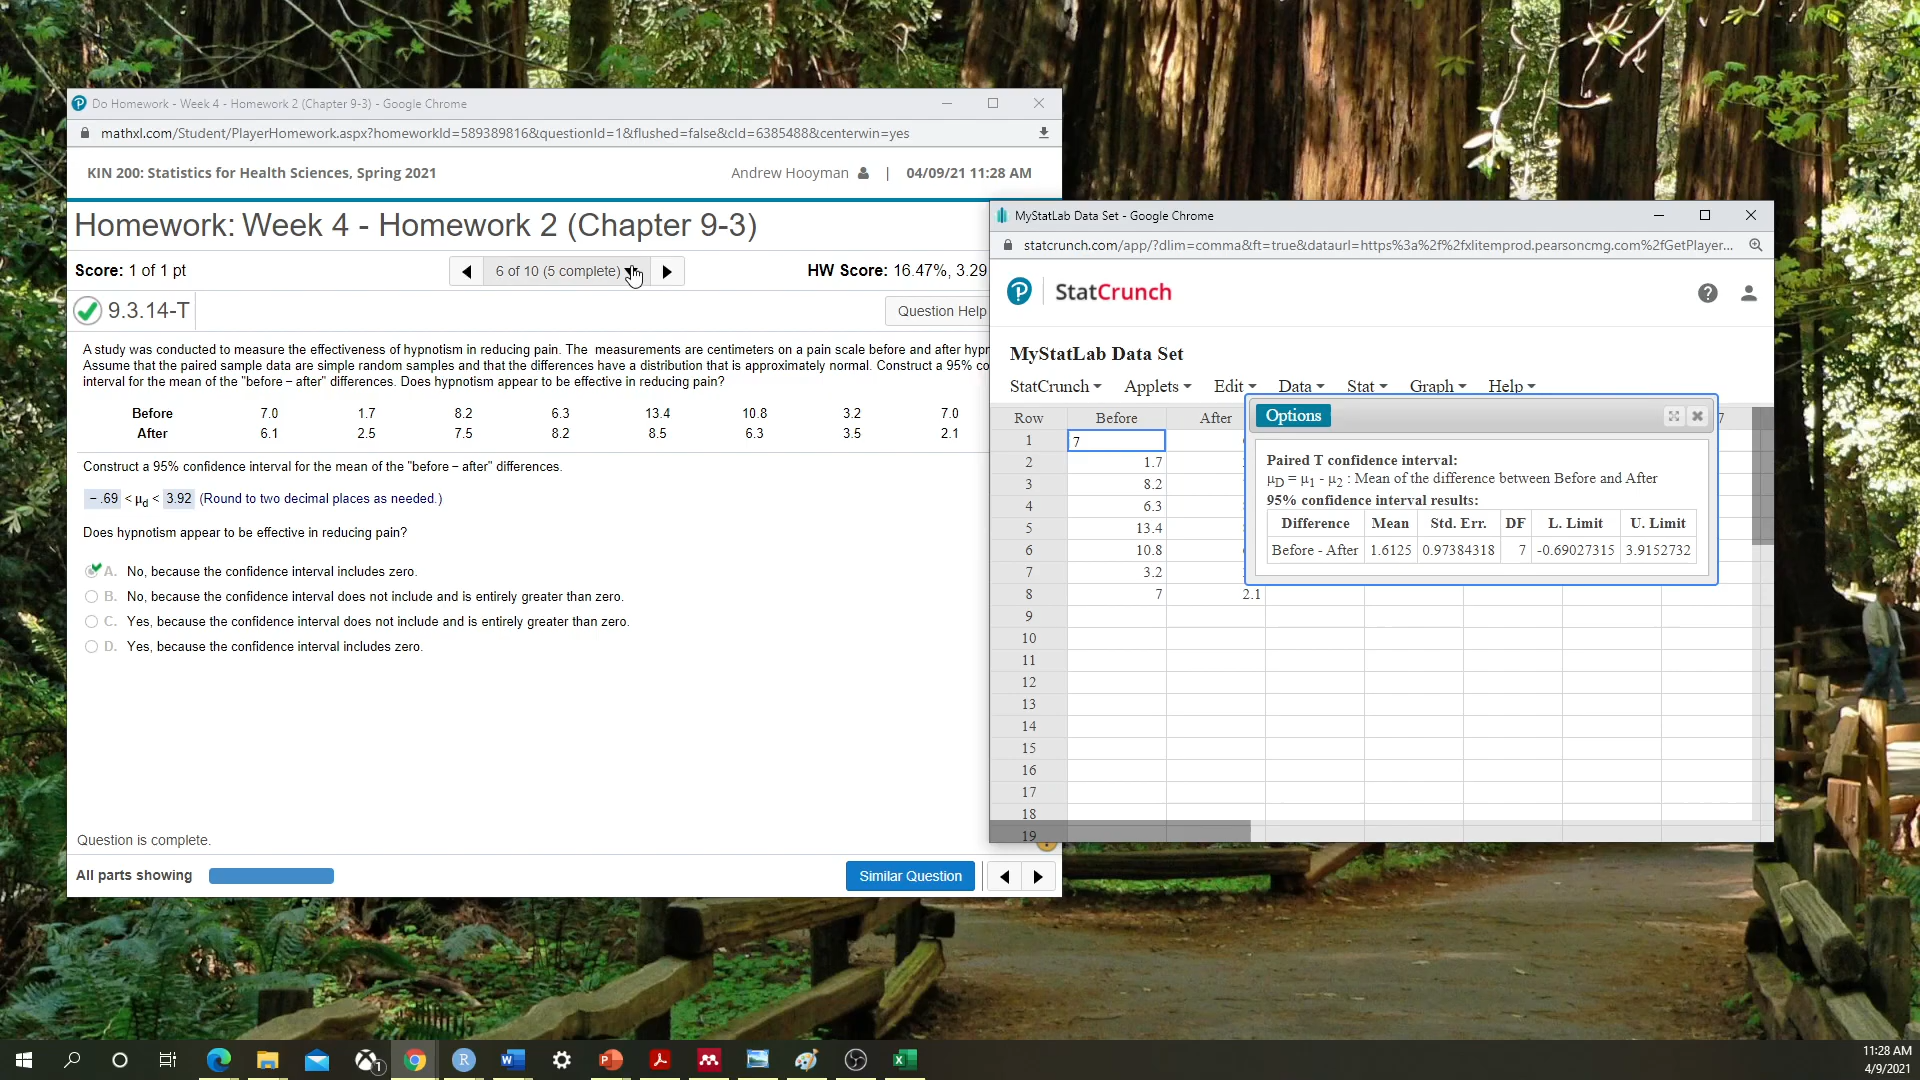 Do Homework - Week 4 - Homework 2 (Chapter 9-3) - Google Chrome
mathxl.com/Student/PlayerHomework.aspx?homeworkId=589389816&questionId=1&flushed=false&cId=6385488&centerwin=yes
KIN 200: Statistics for Health Sciences, Spring 2021
Andrew Hooyman | 04/09/21 11:28 AM
Homework: Week 4 - Homework 2 (Chapter 9-3)
Score: 1 of 1 pt
6 of 10 (5 complete)
HW Score: 16.47%, 3.29
9.3.14-T
Question Help
A study was conducted to measure the effectiveness of hypnotism in reducing pain. The measurements are centimeters on a pain scale before and after hypr
Assume that the paired sample data are simple random samples and that the differences have a distribution that is approximately normal. Construct a 95% co
interval for the mean of the "before − after" differences. Does hypnotism appear to be effective in reducing pain?
Before 7.0 1.7 8.2 6.3 13.4 10.8 3.2 7.0
After 6.1 2.5 7.5 8.2 8.5 6.3 3.5 2.1
Construct a 95% confidence interval for the mean of the "before − after" differences.
− .69 < μd < 3.92 (Round to two decimal places as needed.)
Does hypnotism appear to be effective in reducing pain?
A. No, because the confidence interval includes zero.
B. No, because the confidence interval does not include and is entirely greater than zero.
C. Yes, because the confidence interval does not include and is entirely greater than zero.
D. Yes, because the confidence interval includes zero.
Question is complete.
All parts showing
Similar Question
MyStatLab Data Set - Google Chrome
statcrunch.com/app/?dlim=comma&ft=true&dataurl=https%3a%2f%2fxlitemprod.pearsoncmg.com%2fGetPlayer...
StatCrunch
MyStatLab Data Set
StatCrunch Applets Edit Data Stat Graph Help
Row Before After
1 7
2 1.7
3 8.2
4 6.3
5 13.4
6 10.8
7 3.2
8 7 2.1
9
10
11
12
13
14
15
16
17
18
19
Options
Paired T confidence interval:
μD = μ1 - μ2 : Mean of the difference between Before and After
95% confidence interval results:
Difference Mean Std. Err. DF L. Limit U. Limit
Before - After 1.6125 0.97384318 7 -0.69027315 3.9152732
11:28 AM
4/9/2021